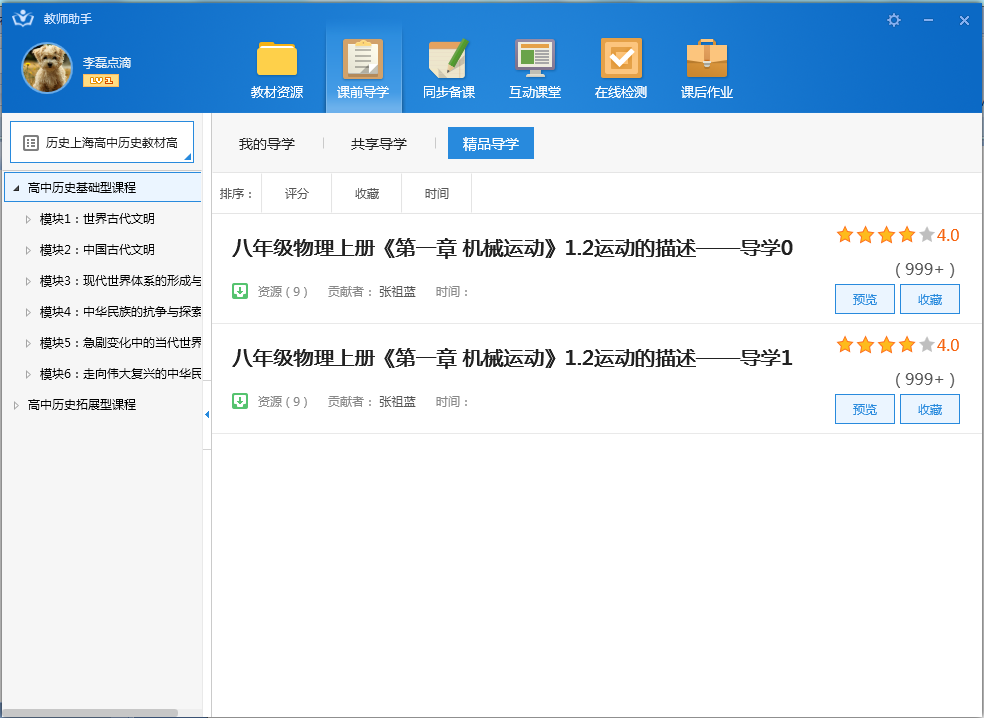 教师助手
李磊点滴
LV 1
教材资源
课前导学
同步备课
互动课堂
在线检测
课后作业
历史上海高中历史教材高
高中历史基础型课程
模块1：世界古代文明
模块2：中国古代文明
模块3：现代世界体系的形成与
模块4：中华民族的抗争与探索
模块5：急剧变化中的当代世界
模块6：走向伟大复兴的中华民
高中历史拓展型课程
我的导学
共享导学
精品导学
排序：
评分
收藏
时间
八年级物理上册《第一章 机械运动》1.2运动的描述——导学0
4.0
( 999+ )
资源 ( 9 ) 贡献者： 张祖蓝 时间：
预览
收藏
八年级物理上册《第一章 机械运动》1.2运动的描述——导学1
4.0
( 999+ )
资源 ( 9 ) 贡献者： 张祖蓝 时间：
预览
收藏